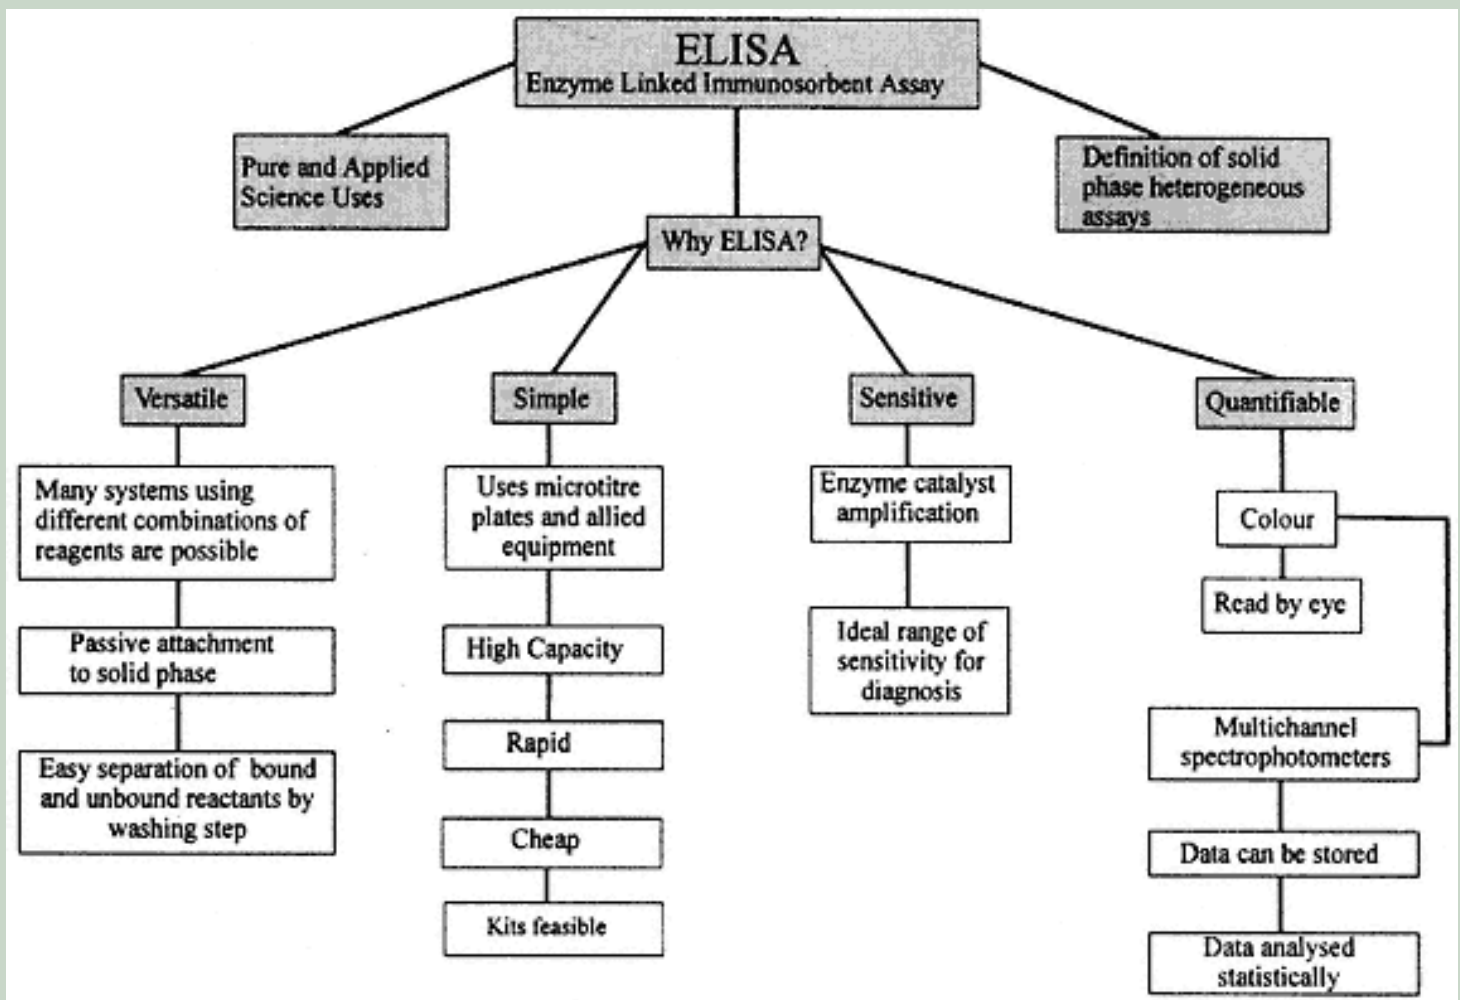 ELISA
Enzyme Linked Immunosorbent Assay
Pure and Applied
Science Uses
Definition of solid
phase heterogeneous
assays
Why ELISA?
Versatile
Many systems using
different combinations of
reagents are possible
Passive attachment
to solid phase
Easy separation of bound
and unbound reactants by
washing step
Simple
Uses microtitre
plates and allied
equipment
High Capacity
Rapid
Cheap
Kits feasible
Sensitive
Enzyme catalyst
amplification
Ideal range of
sensitivity for
diagnosis
Quantifiable
Colour
Read by eye
Multichannel
spectrophotometers
Data can be stored
Data analysed
statistically